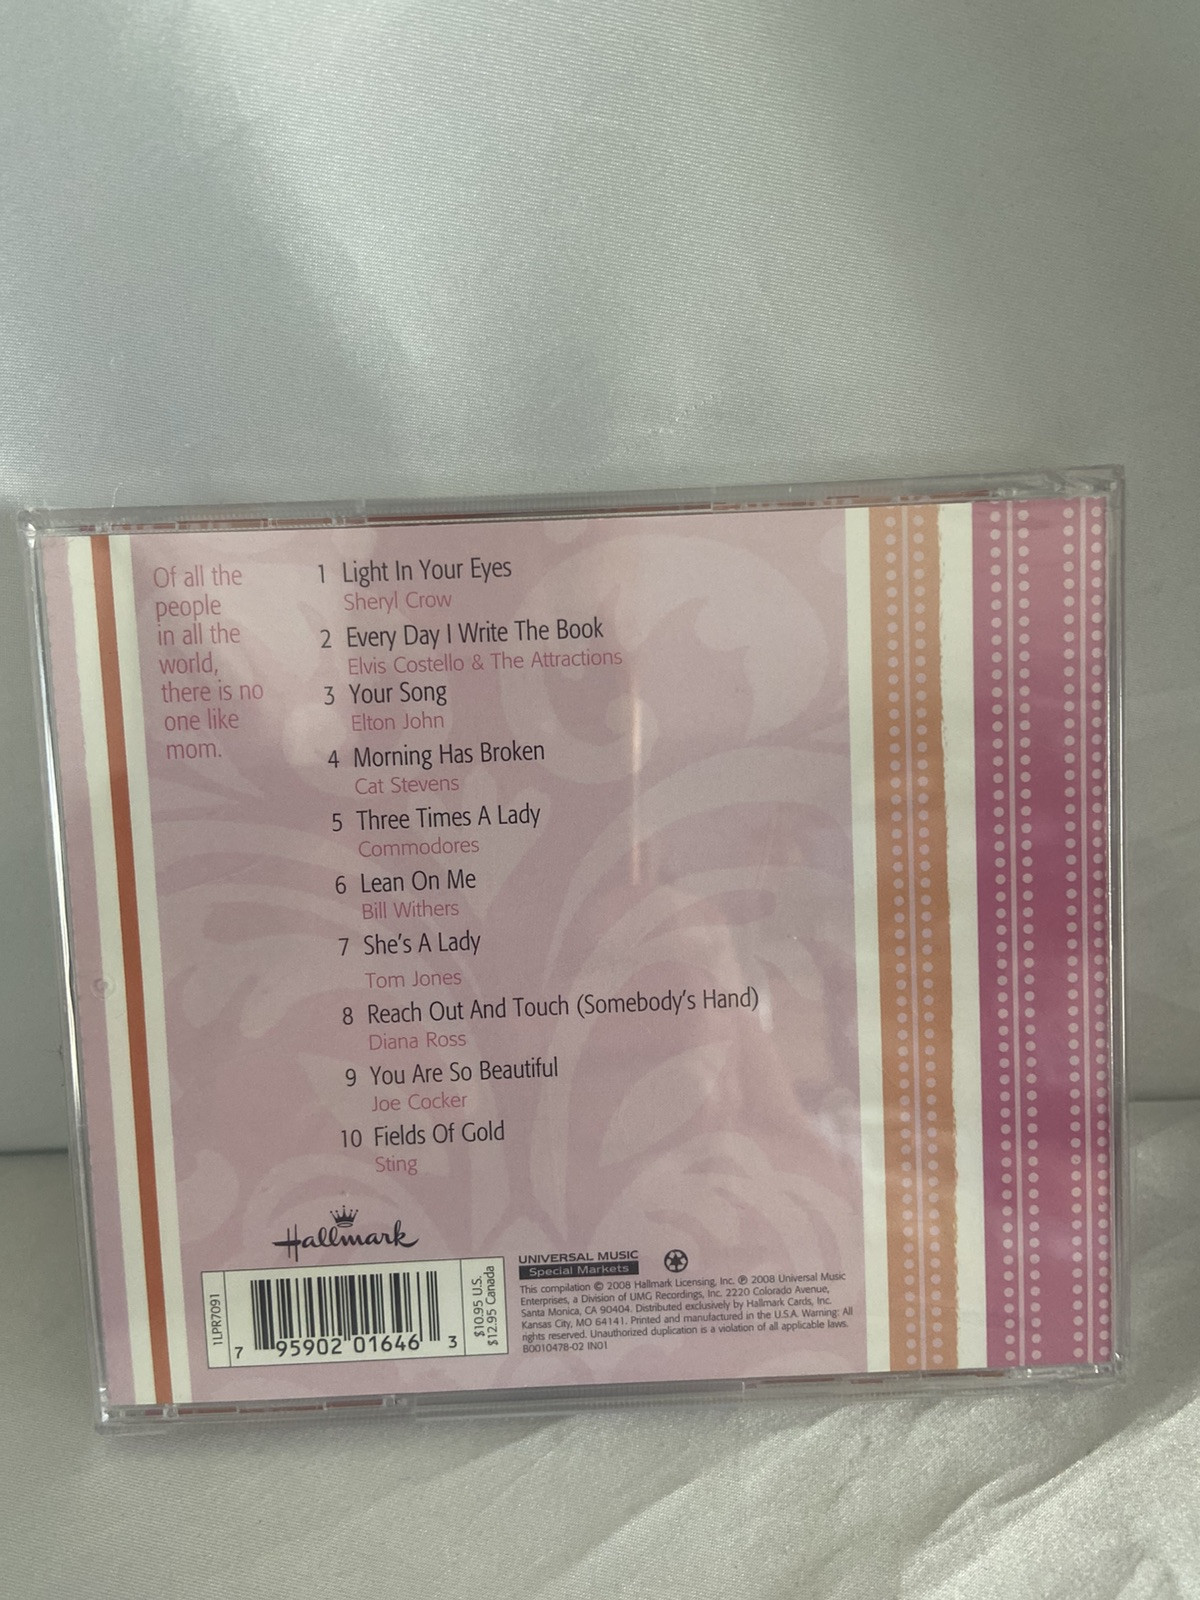 Of all the
people
in all the
world,
there is no
one like
mom.
1 Light In Your Eyes
Sheryl Crow
2 Every Day I Write The Book
Elvis Costello & The Attractions
3 Your Song
Elton John
4 Morning Has Broken
Cat Stevens
5 Three Times A Lady
Commodores
6 Lean On Me
Bill Withers
7 She's A Lady
Tom Jones
8 Reach Out And Touch (Somebody's Hand)
Diana Ross
9 You Are So Beautiful
Joe Cocker
10 Fields Of Gold
Sting
Hallmark
1LPR7091
7 95902 01646 3
$10.95 U.S.
$12.95 Canada
UNIVERSAL MUSIC
Special Markets
This compilation © 2008 Hallmark Licensing, Inc. ℗ 2008 Universal Music
Enterprises, a Division of UMG Recordings, Inc. 2220 Colorado Avenue,
Santa Monica, CA 90404. Distributed exclusively by Hallmark Cards, Inc.
Kansas City, MO 64141. Printed and manufactured in the U.S.A. Warning: All
rights reserved. Unauthorized duplication is a violation of all applicable laws.
B0010478-02 IN01